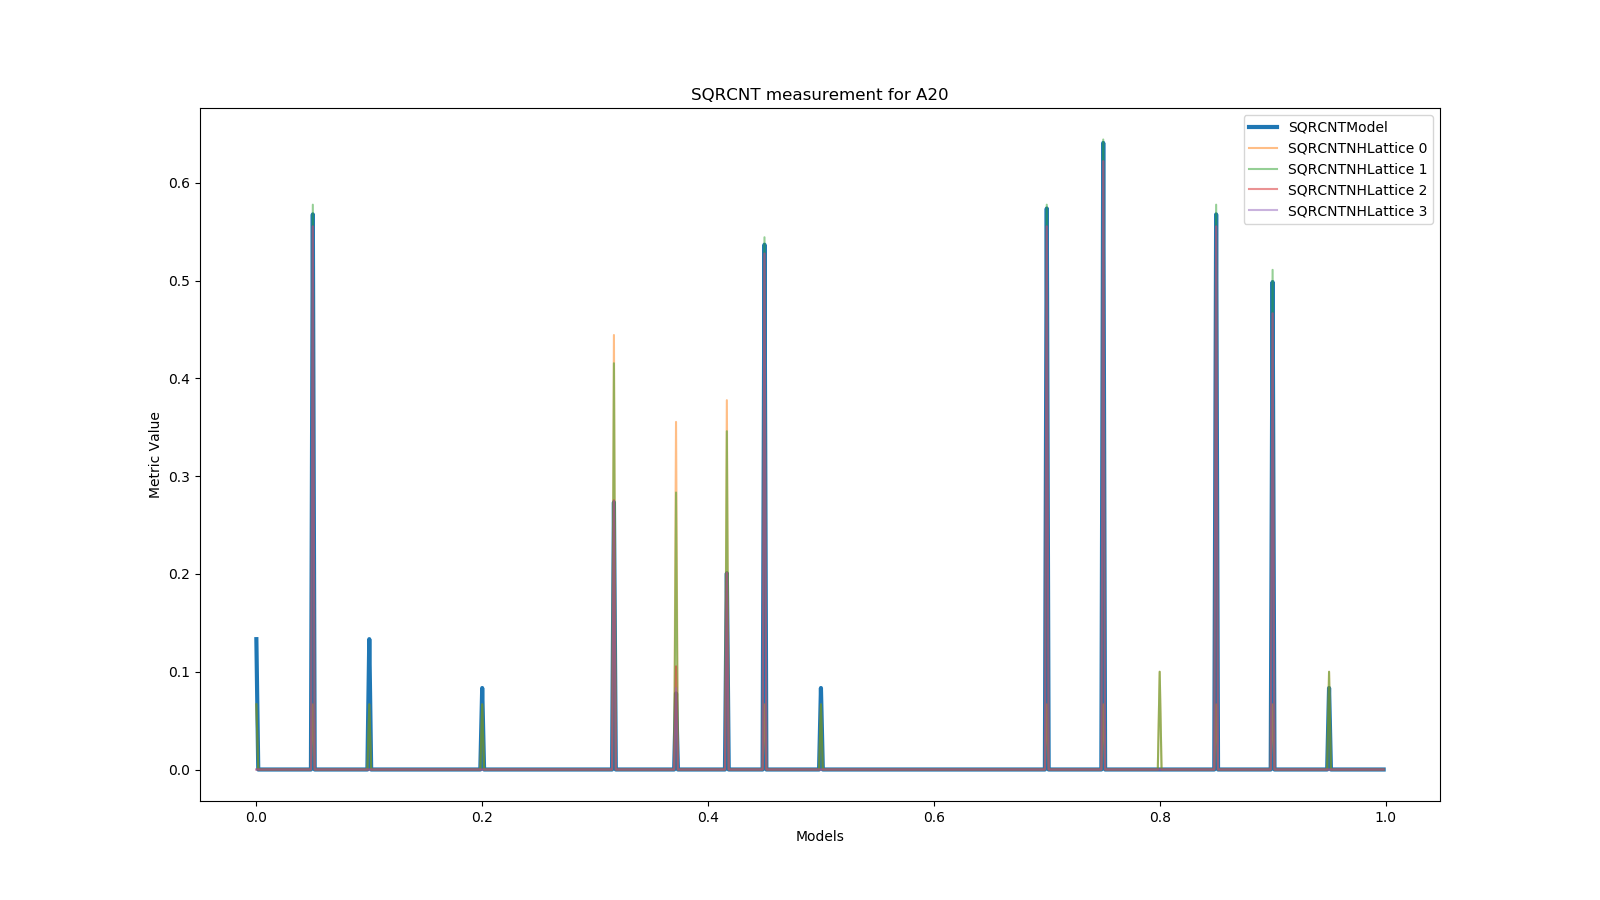 SQRCNT measurement for A20
SQRCNTModel
SQRCNTNHLattice 0
SQRCNTNHLattice 1
SQRCNTNHLattice 2
SQRCNTNHLattice 3
0.6
0.5
0.4
0.3
0.2
0.1
0.0
Metric Value
0.0 0.2 0.4 0.6 0.8 1.0
Models